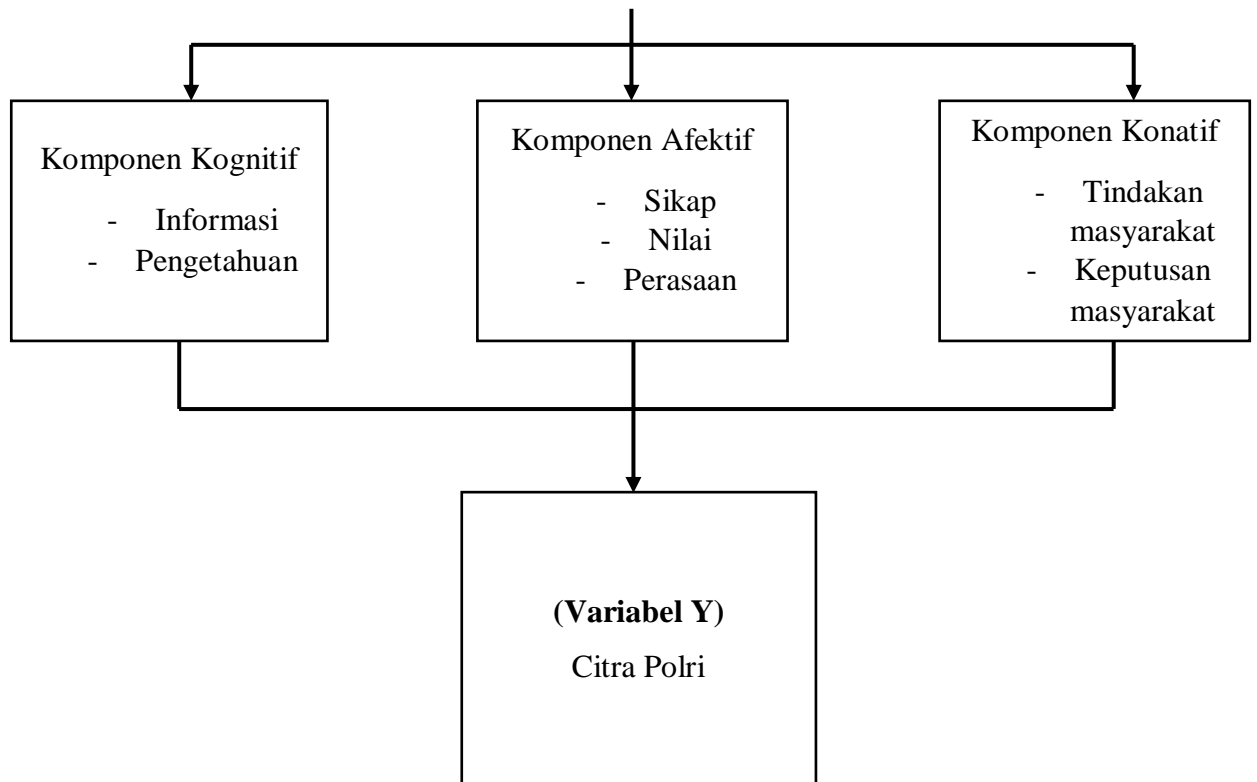 Komponen Kognitif
- Informasi
- Pengetahuan
Komponen Afektif
- Sikap
- Nilai
- Perasaan
Komponen Konatif
- Tindakan
masyarakat
- Keputusan
masyarakat
(Variabel Y)
Citra Polri